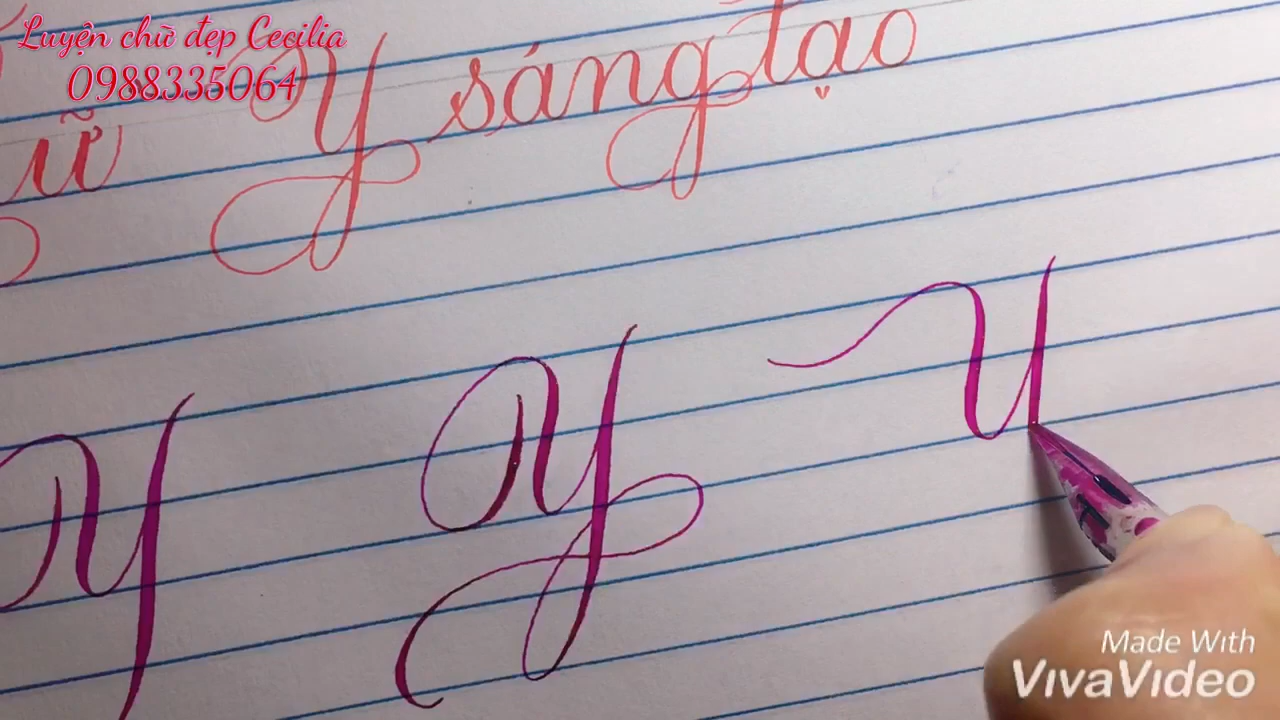 Luyện chữ đẹp Cecilia
0988335064
ữ Y sáng tạo
Y Y
Made With
VivaVideo